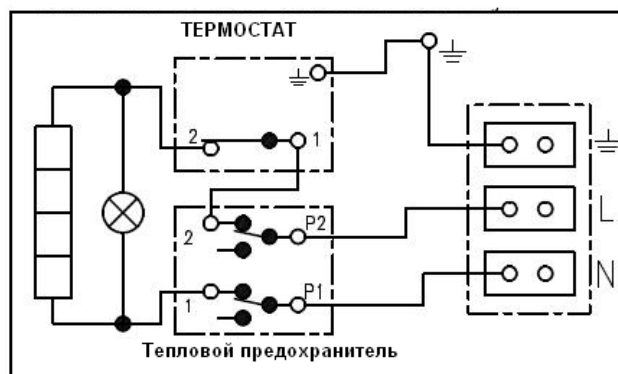 ТЕРМОСТАТ
2 1
2 P2
L
1 P1
N
Тепловой предохранитель